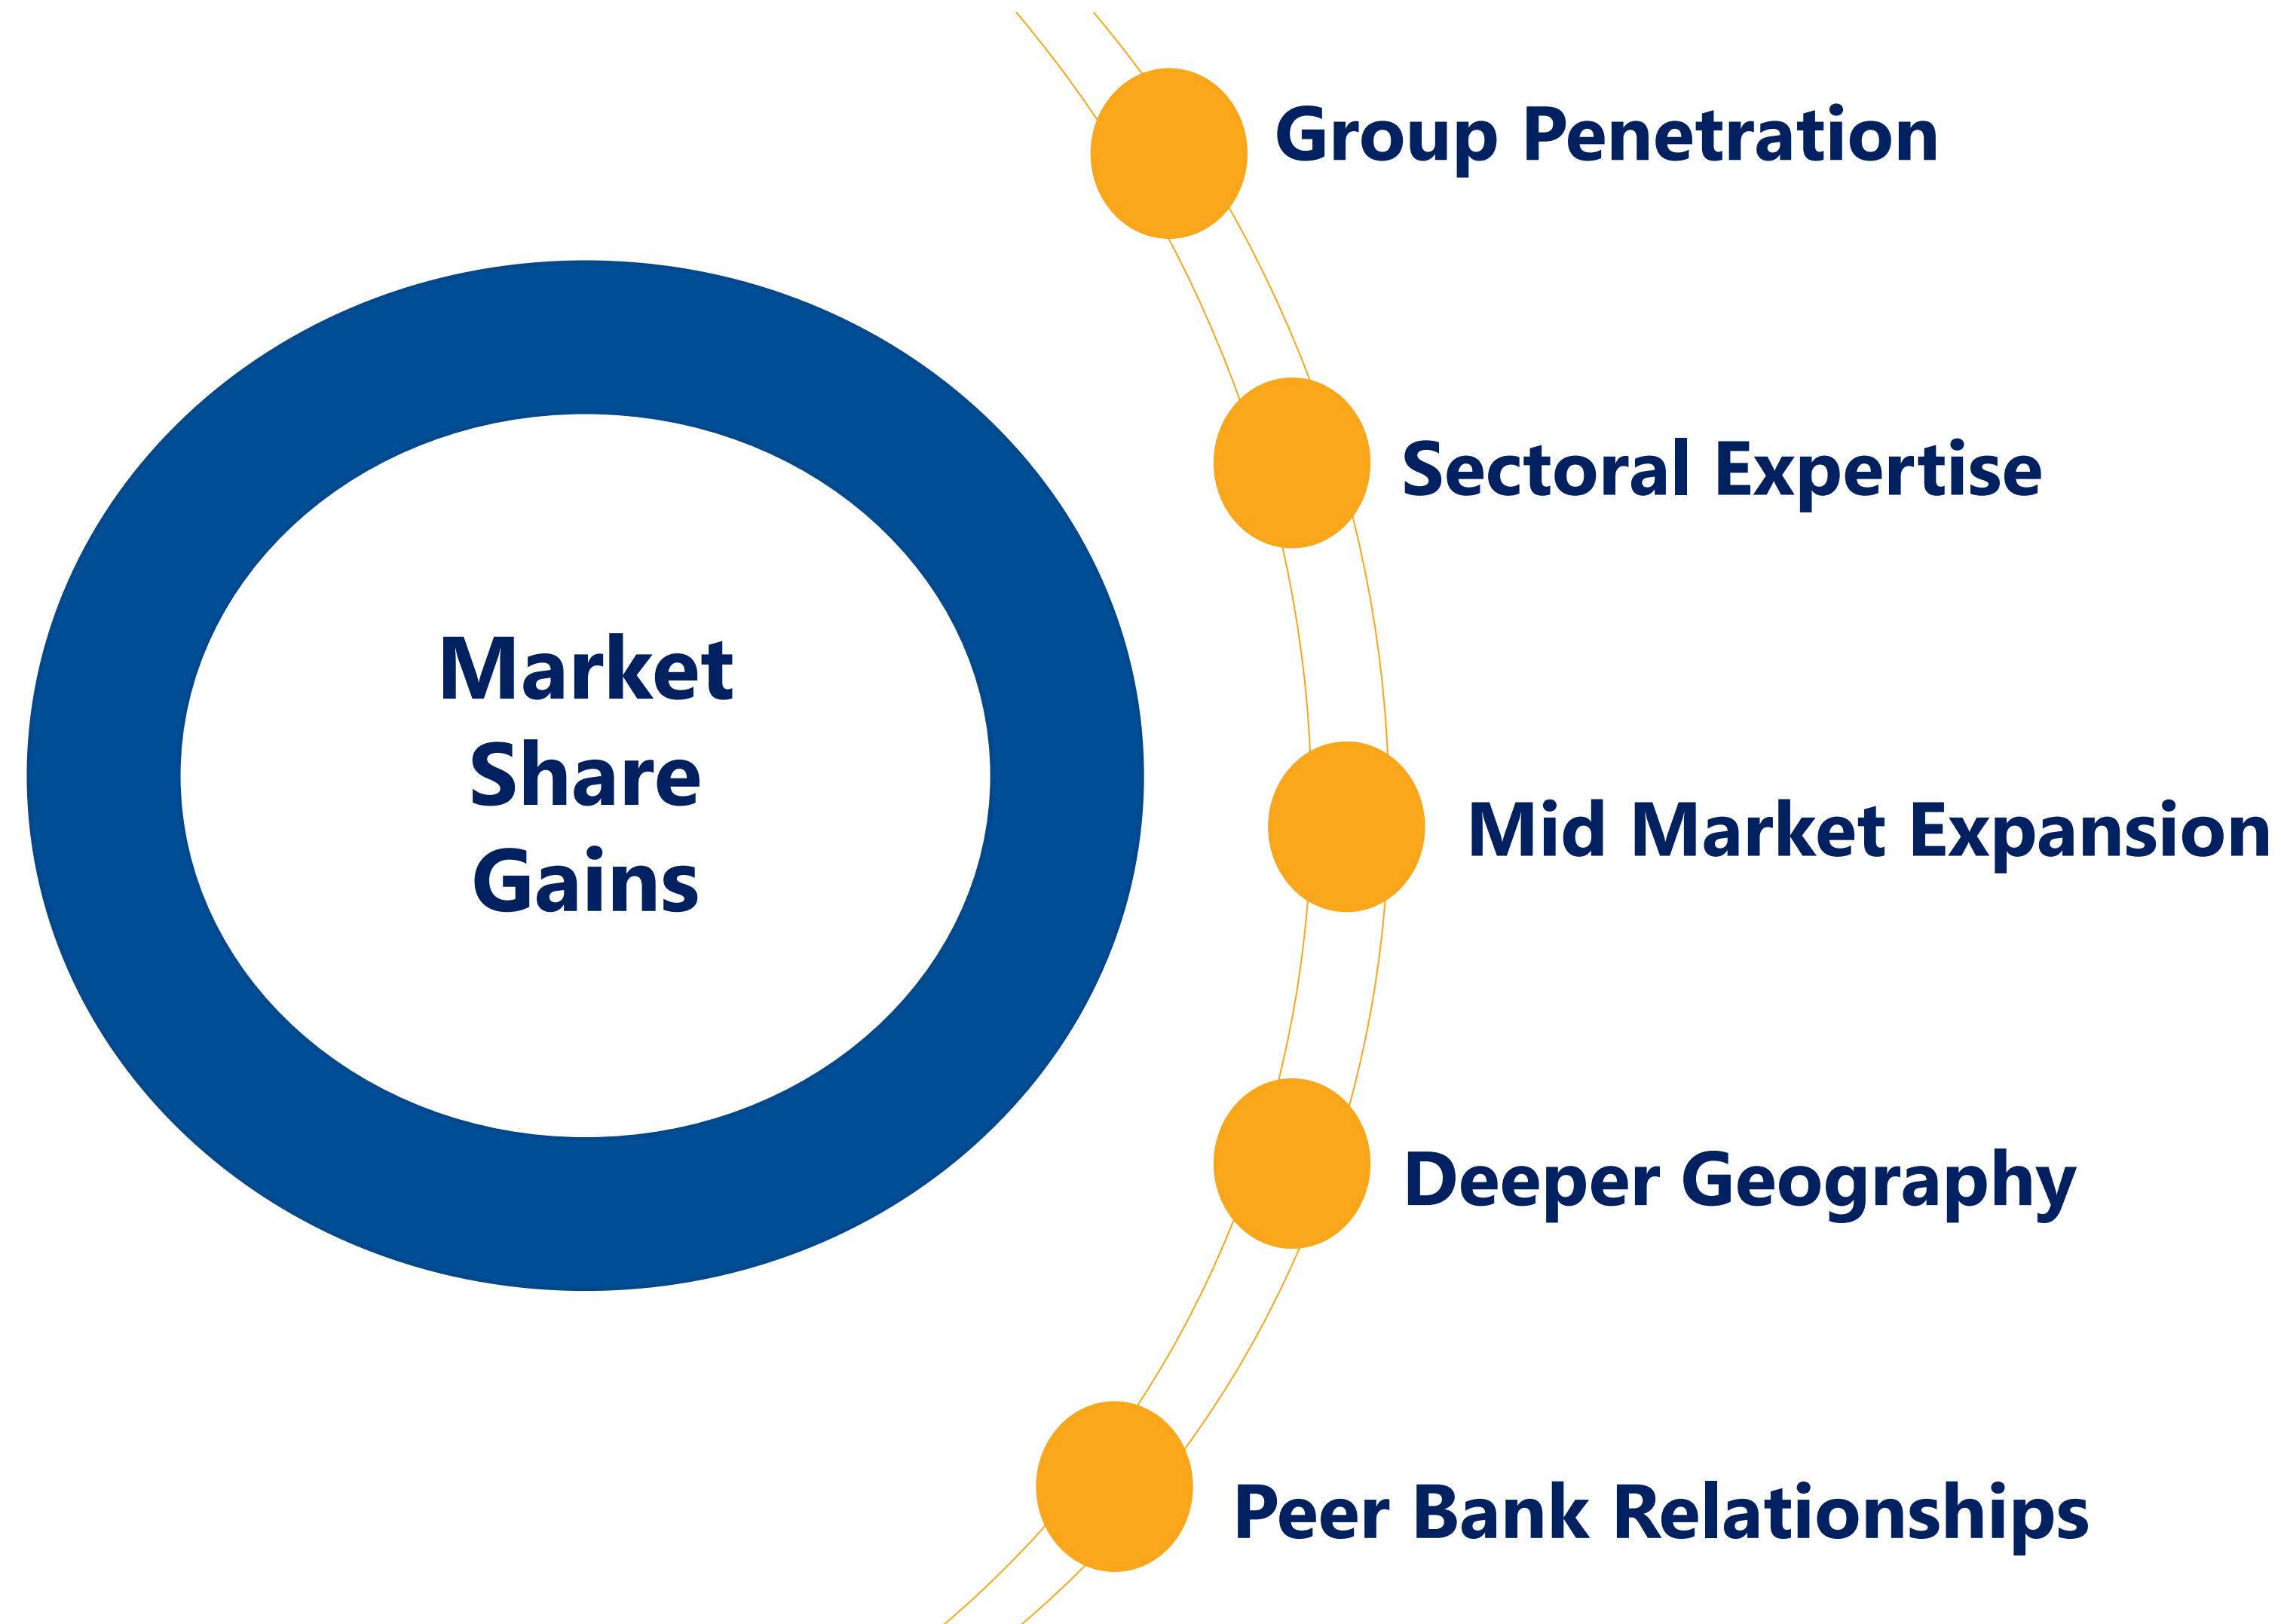 Market
Share
Gains
Group Penetration
Sectoral Expertise
Mid Market Expansion
Deeper Geography
Peer Bank Relationships